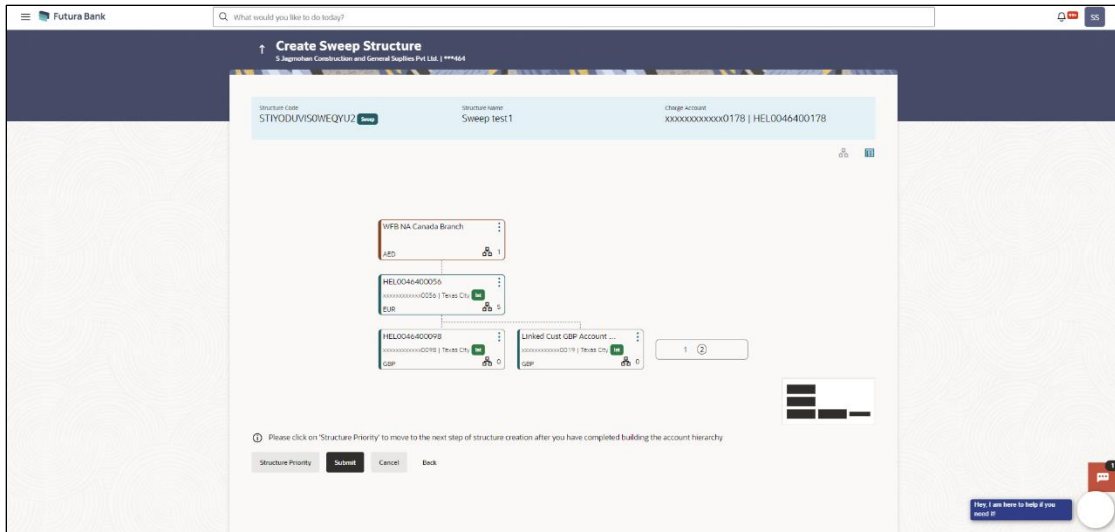 Futura Bank
What would you like to do today?
SS
Create Sweep Structure
S Jagmohan Construction and General Supllies Pvt Ltd. | ***464
Structure Code
Structure Name
Charge Account
STIYODUVIS0WEQYU2 Sweep
Sweep test1
xxxxxxxxxxxx0178 | HEL0046400178
WFB NA Canada Branch
AED
1
HEL0046400056
xxxxxxxxxxxx0056 | Texas City Int
EUR
5
HEL0046400098
xxxxxxxxxxxx0098 | Texas City Int
GBP
0
Linked Cust GBP Account ...
xxxxxxxxxxxx0019 | Texas City Int
GBP
0
1 2
Please click on 'Structure Priority' to move to the next step of structure creation after you have completed building the account hierarchy
Structure Priority
Submit
Cancel
Back
1
Hey, I am here to help if you
need it!